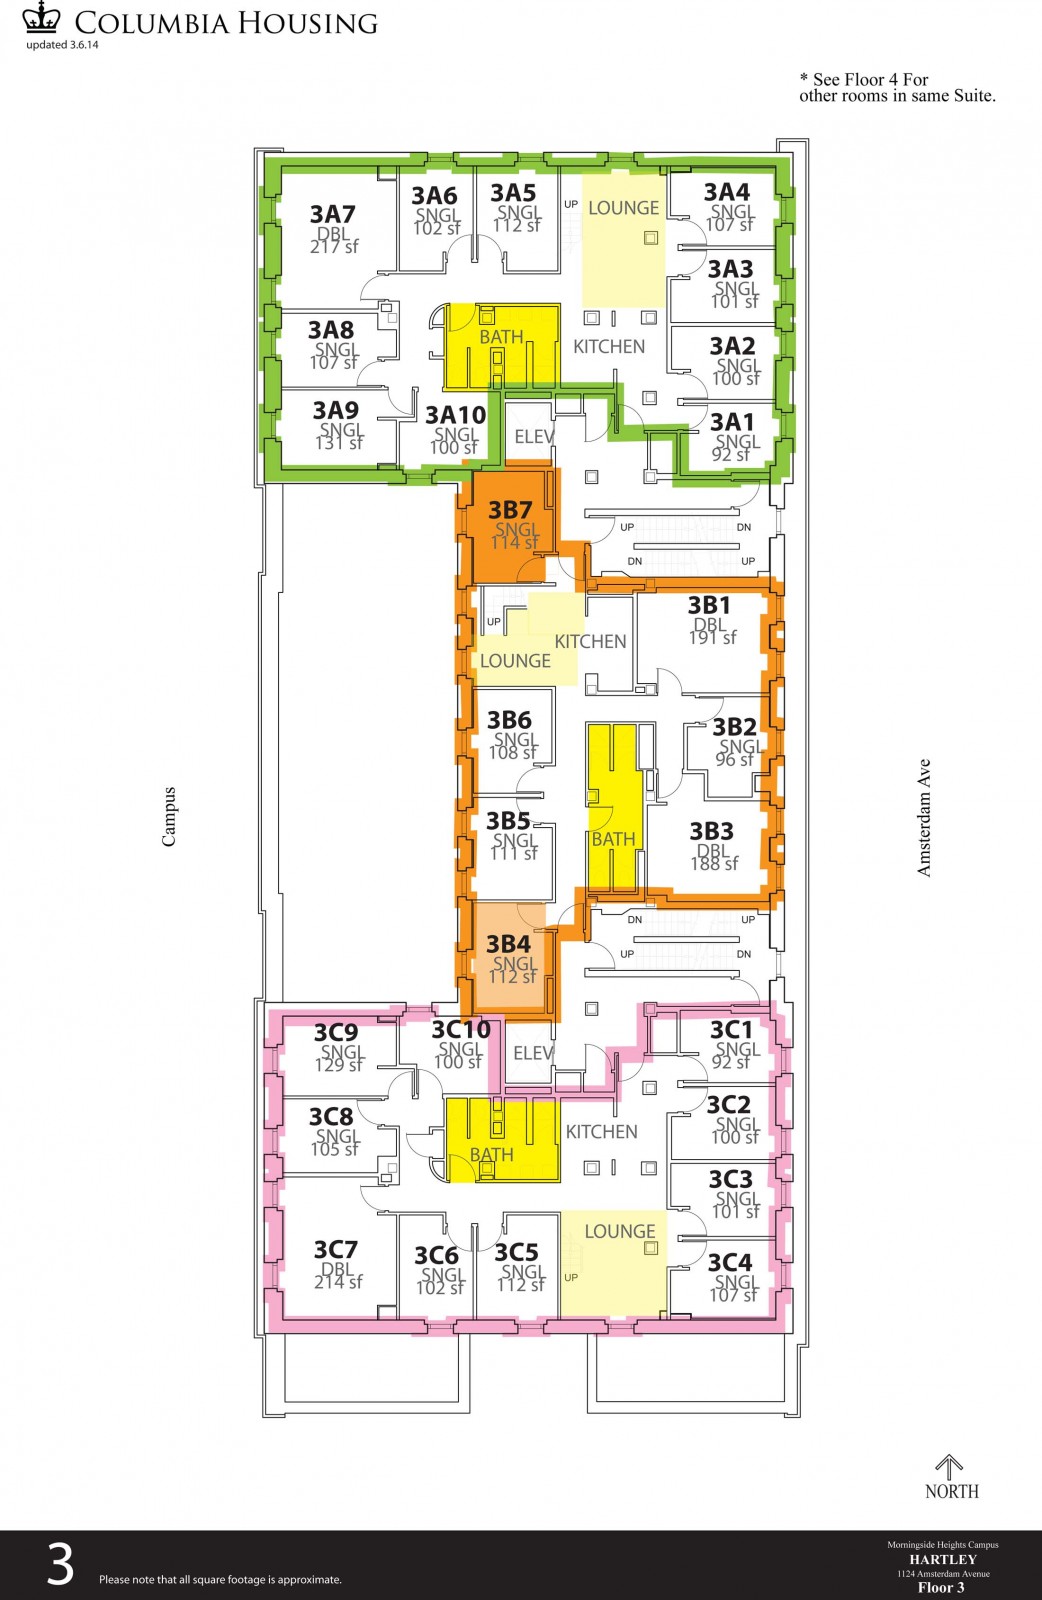 COLUMBIA HOUSING
updated 3.6.14
* See Floor 4 For
other rooms in same Suite.
3A7
DBL
217 sf
3A6
SNGL
102 sf
3A5
SNGL
112 sf
UP
LOUNGE
3A4
SNGL
107 sf
3A3
SNGL
101 sf
3A8
SNGL
107 sf
BATH
KITCHEN
3A2
SNGL
100 sf
3A9
SNGL
131 sf
3A10
SNGL
100 sf
ELEV
3A1
SNGL
92 sf
3B7
SNGL
114 sf
UP
DN
DN
UP
3B1
DBL
191 sf
UP
KITCHEN
LOUNGE
3B6
SNGL
108 sf
3B2
SNGL
96 sf
3B5
SNGL
111 sf
BATH
3B3
DBL
188 sf
Campus
Amsterdam Ave
3B4
SNGL
112 sf
DN
UP
UP
DN
3C9
SNGL
129 sf
3C10
SNGL
100 sf
ELEV
3C1
SNGL
92 sf
3C8
SNGL
105 sf
BATH
KITCHEN
3C2
SNGL
100 sf
3C3
SNGL
101 sf
3C7
DBL
214 sf
3C6
SNGL
102 sf
3C5
SNGL
112 sf
LOUNGE
UP
3C4
SNGL
107 sf
NORTH
3
Please note that all square footage is approximate.
Morningside Heights Campus
HARTLEY
1124 Amsterdam Avenue
Floor 3